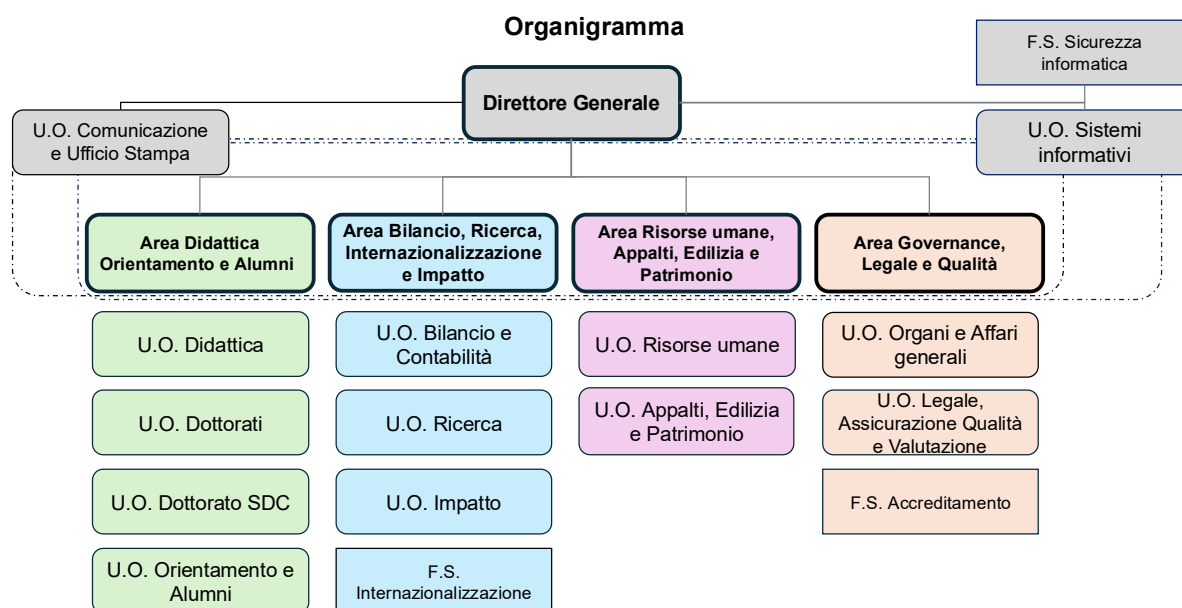 Organigramma
F.S. Sicurezza
informatica
Direttore Generale
U.O. Comunicazione
e Ufficio Stampa
U.O. Sistemi
informativi
Area Didattica
Orientamento e Alumni
Area Bilancio, Ricerca,
Internazionalizzazione
e Impatto
Area Risorse umane,
Appalti, Edilizia e
Patrimonio
Area Governance,
Legale e Qualità
U.O. Didattica
U.O. Bilancio e
Contabilità
U.O. Risorse umane
U.O. Organi e Affari
generali
U.O. Dottorati
U.O. Ricerca
U.O. Appalti, Edilizia
e Patrimonio
U.O. Legale,
Assicurazione Qualità
e Valutazione
U.O. Dottorato SDC
U.O. Impatto
F.S. Accreditamento
U.O. Orientamento e
Alumni
F.S.
Internazionalizzazione